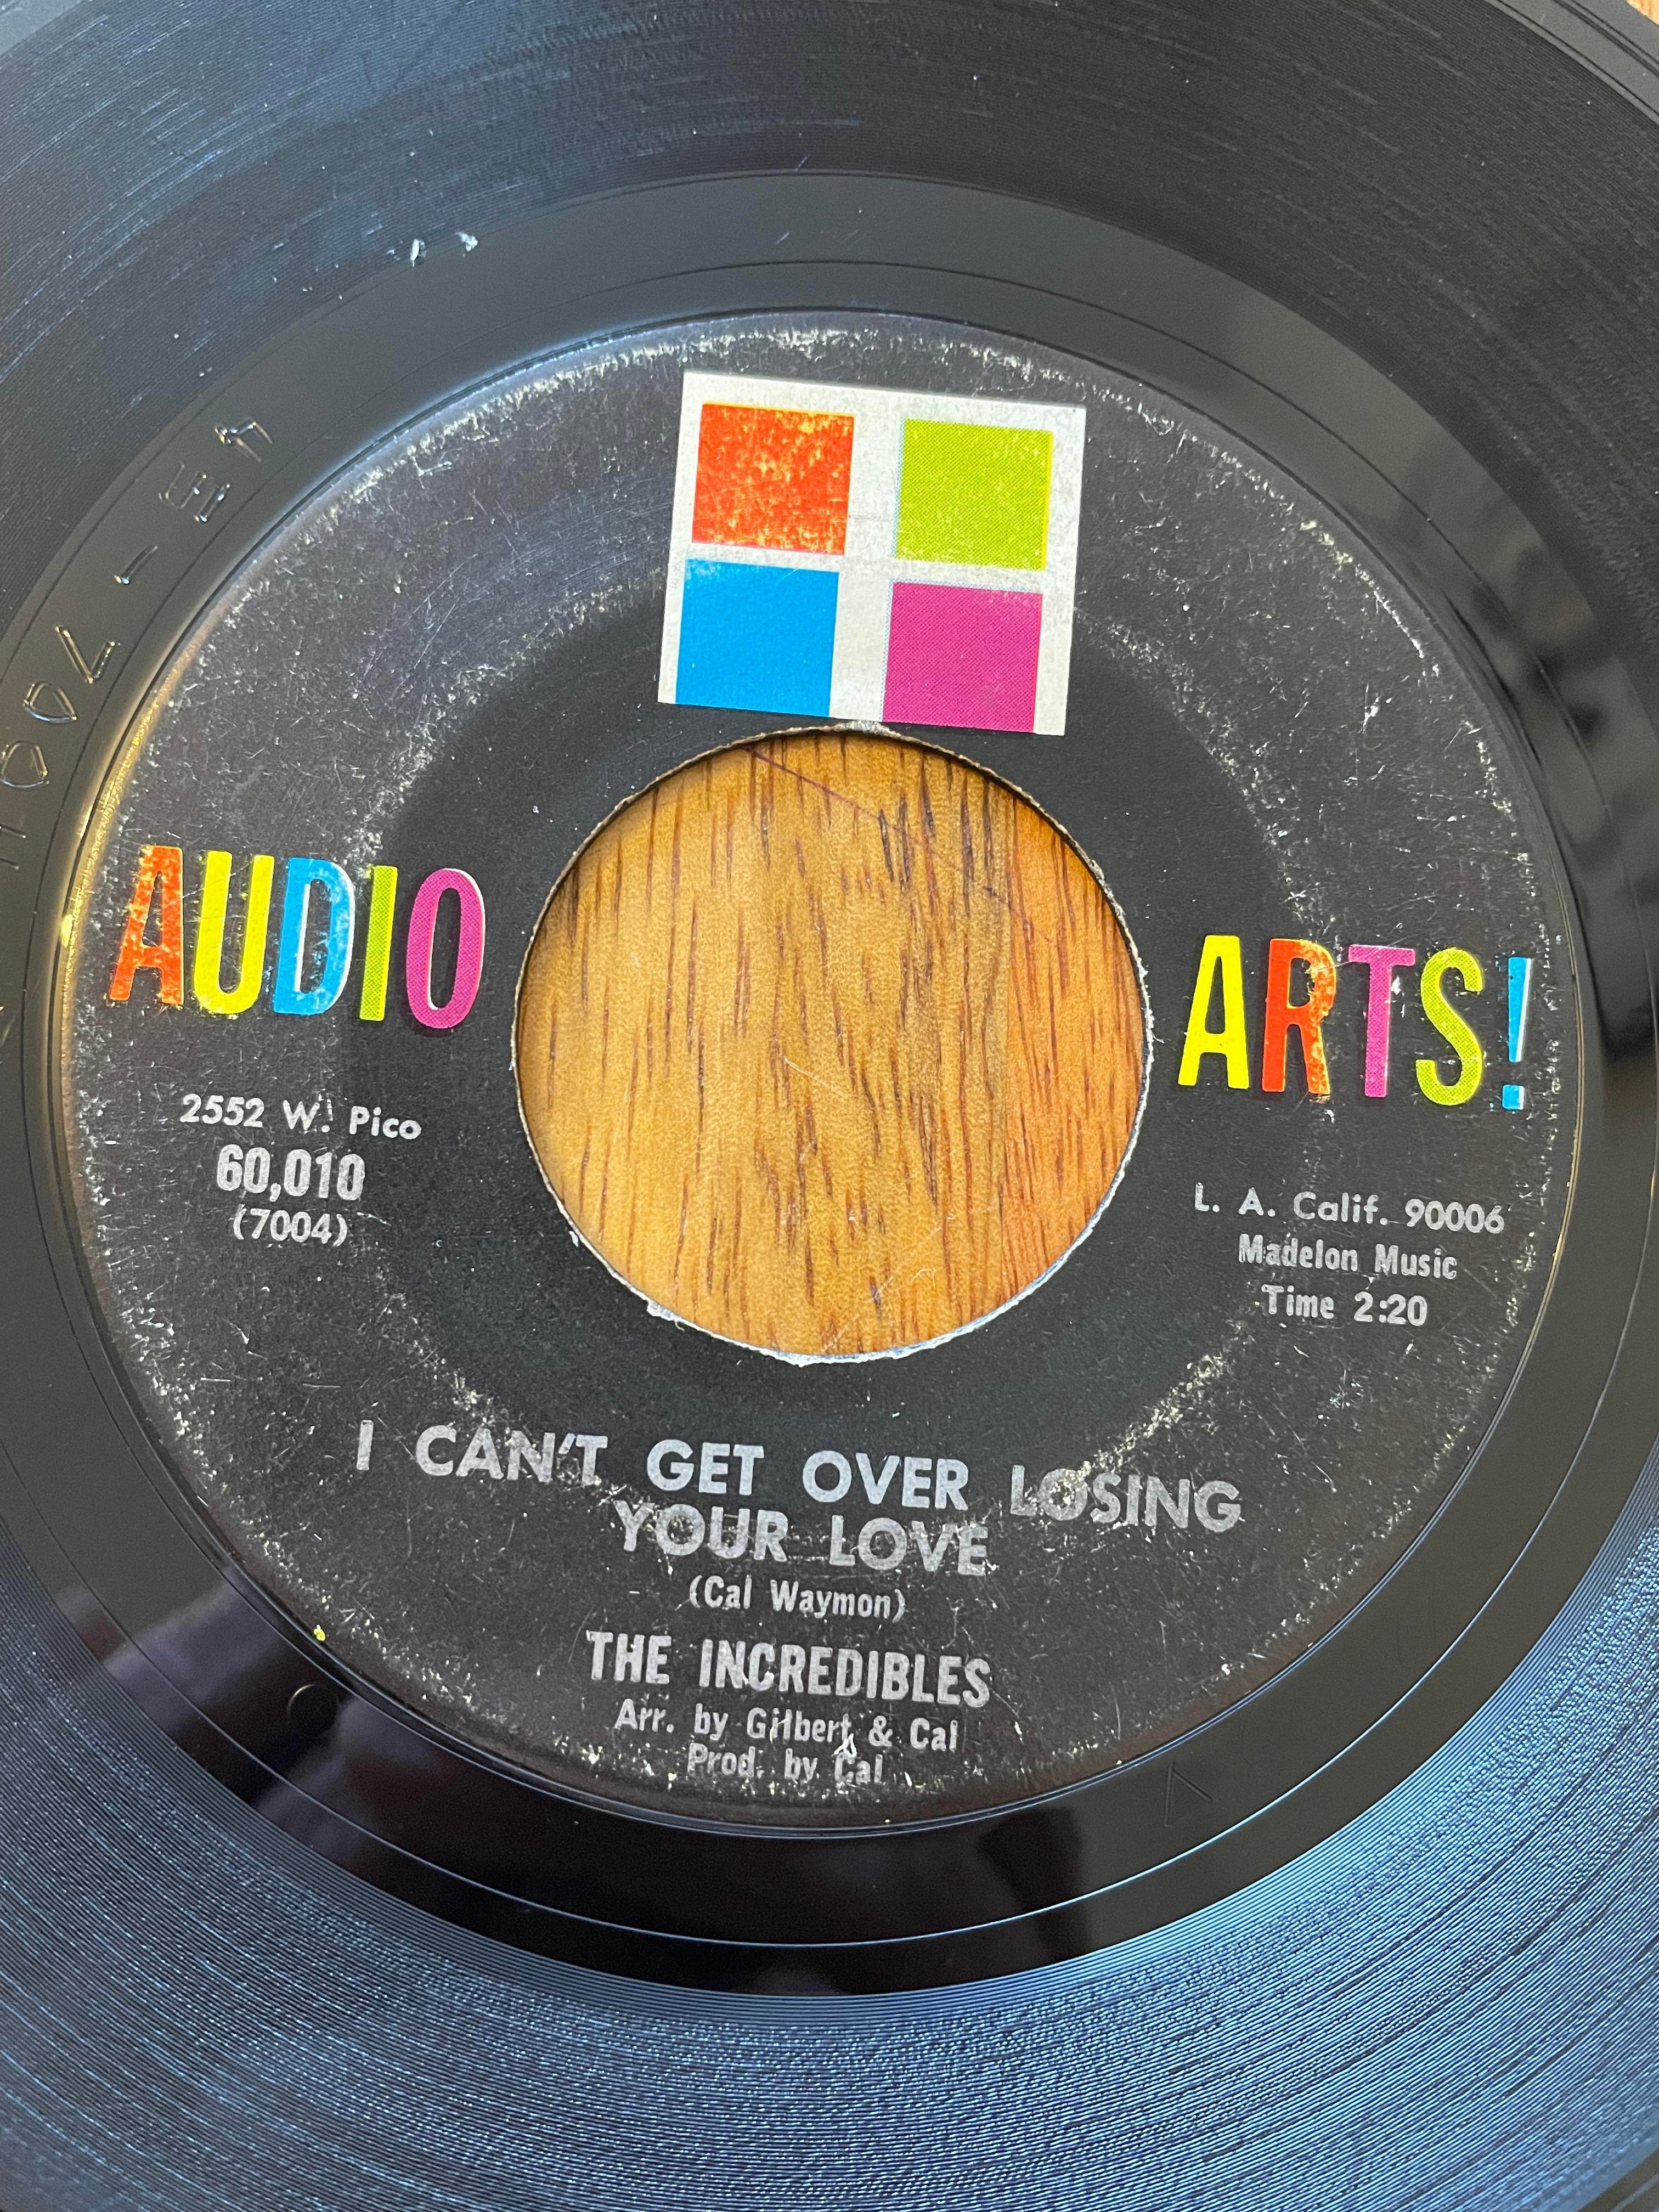 AUDIO ARTS!
2552 W. Pico
60,010
(7004)
L. A. Calif. 90006
Madelon Music
Time 2:20
I CAN'T GET OVER LOSING
YOUR LOVE
(Cal Waymon)
THE INCREDIBLES
Arr. by Gilbert & Cal
Prod. by Cal